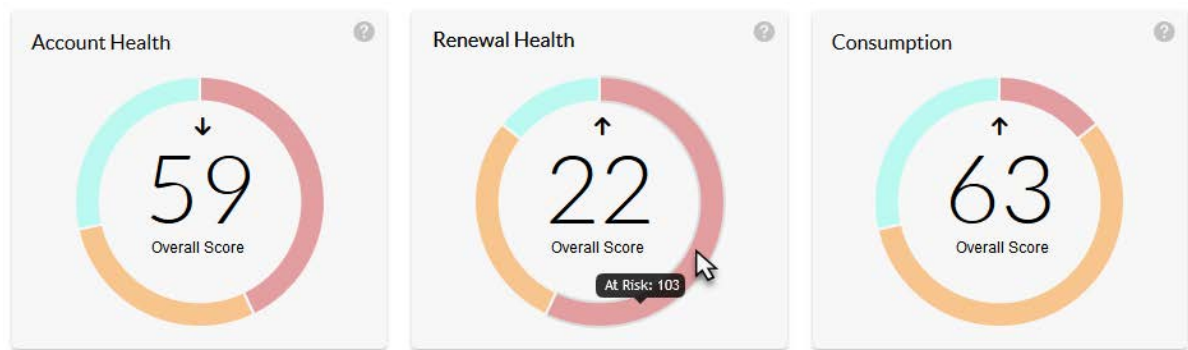 Account Health
?
↓
59
Overall Score
Renewal Health
?
↑
22
Overall Score
At Risk: 103
Consumption
?
↑
63
Overall Score